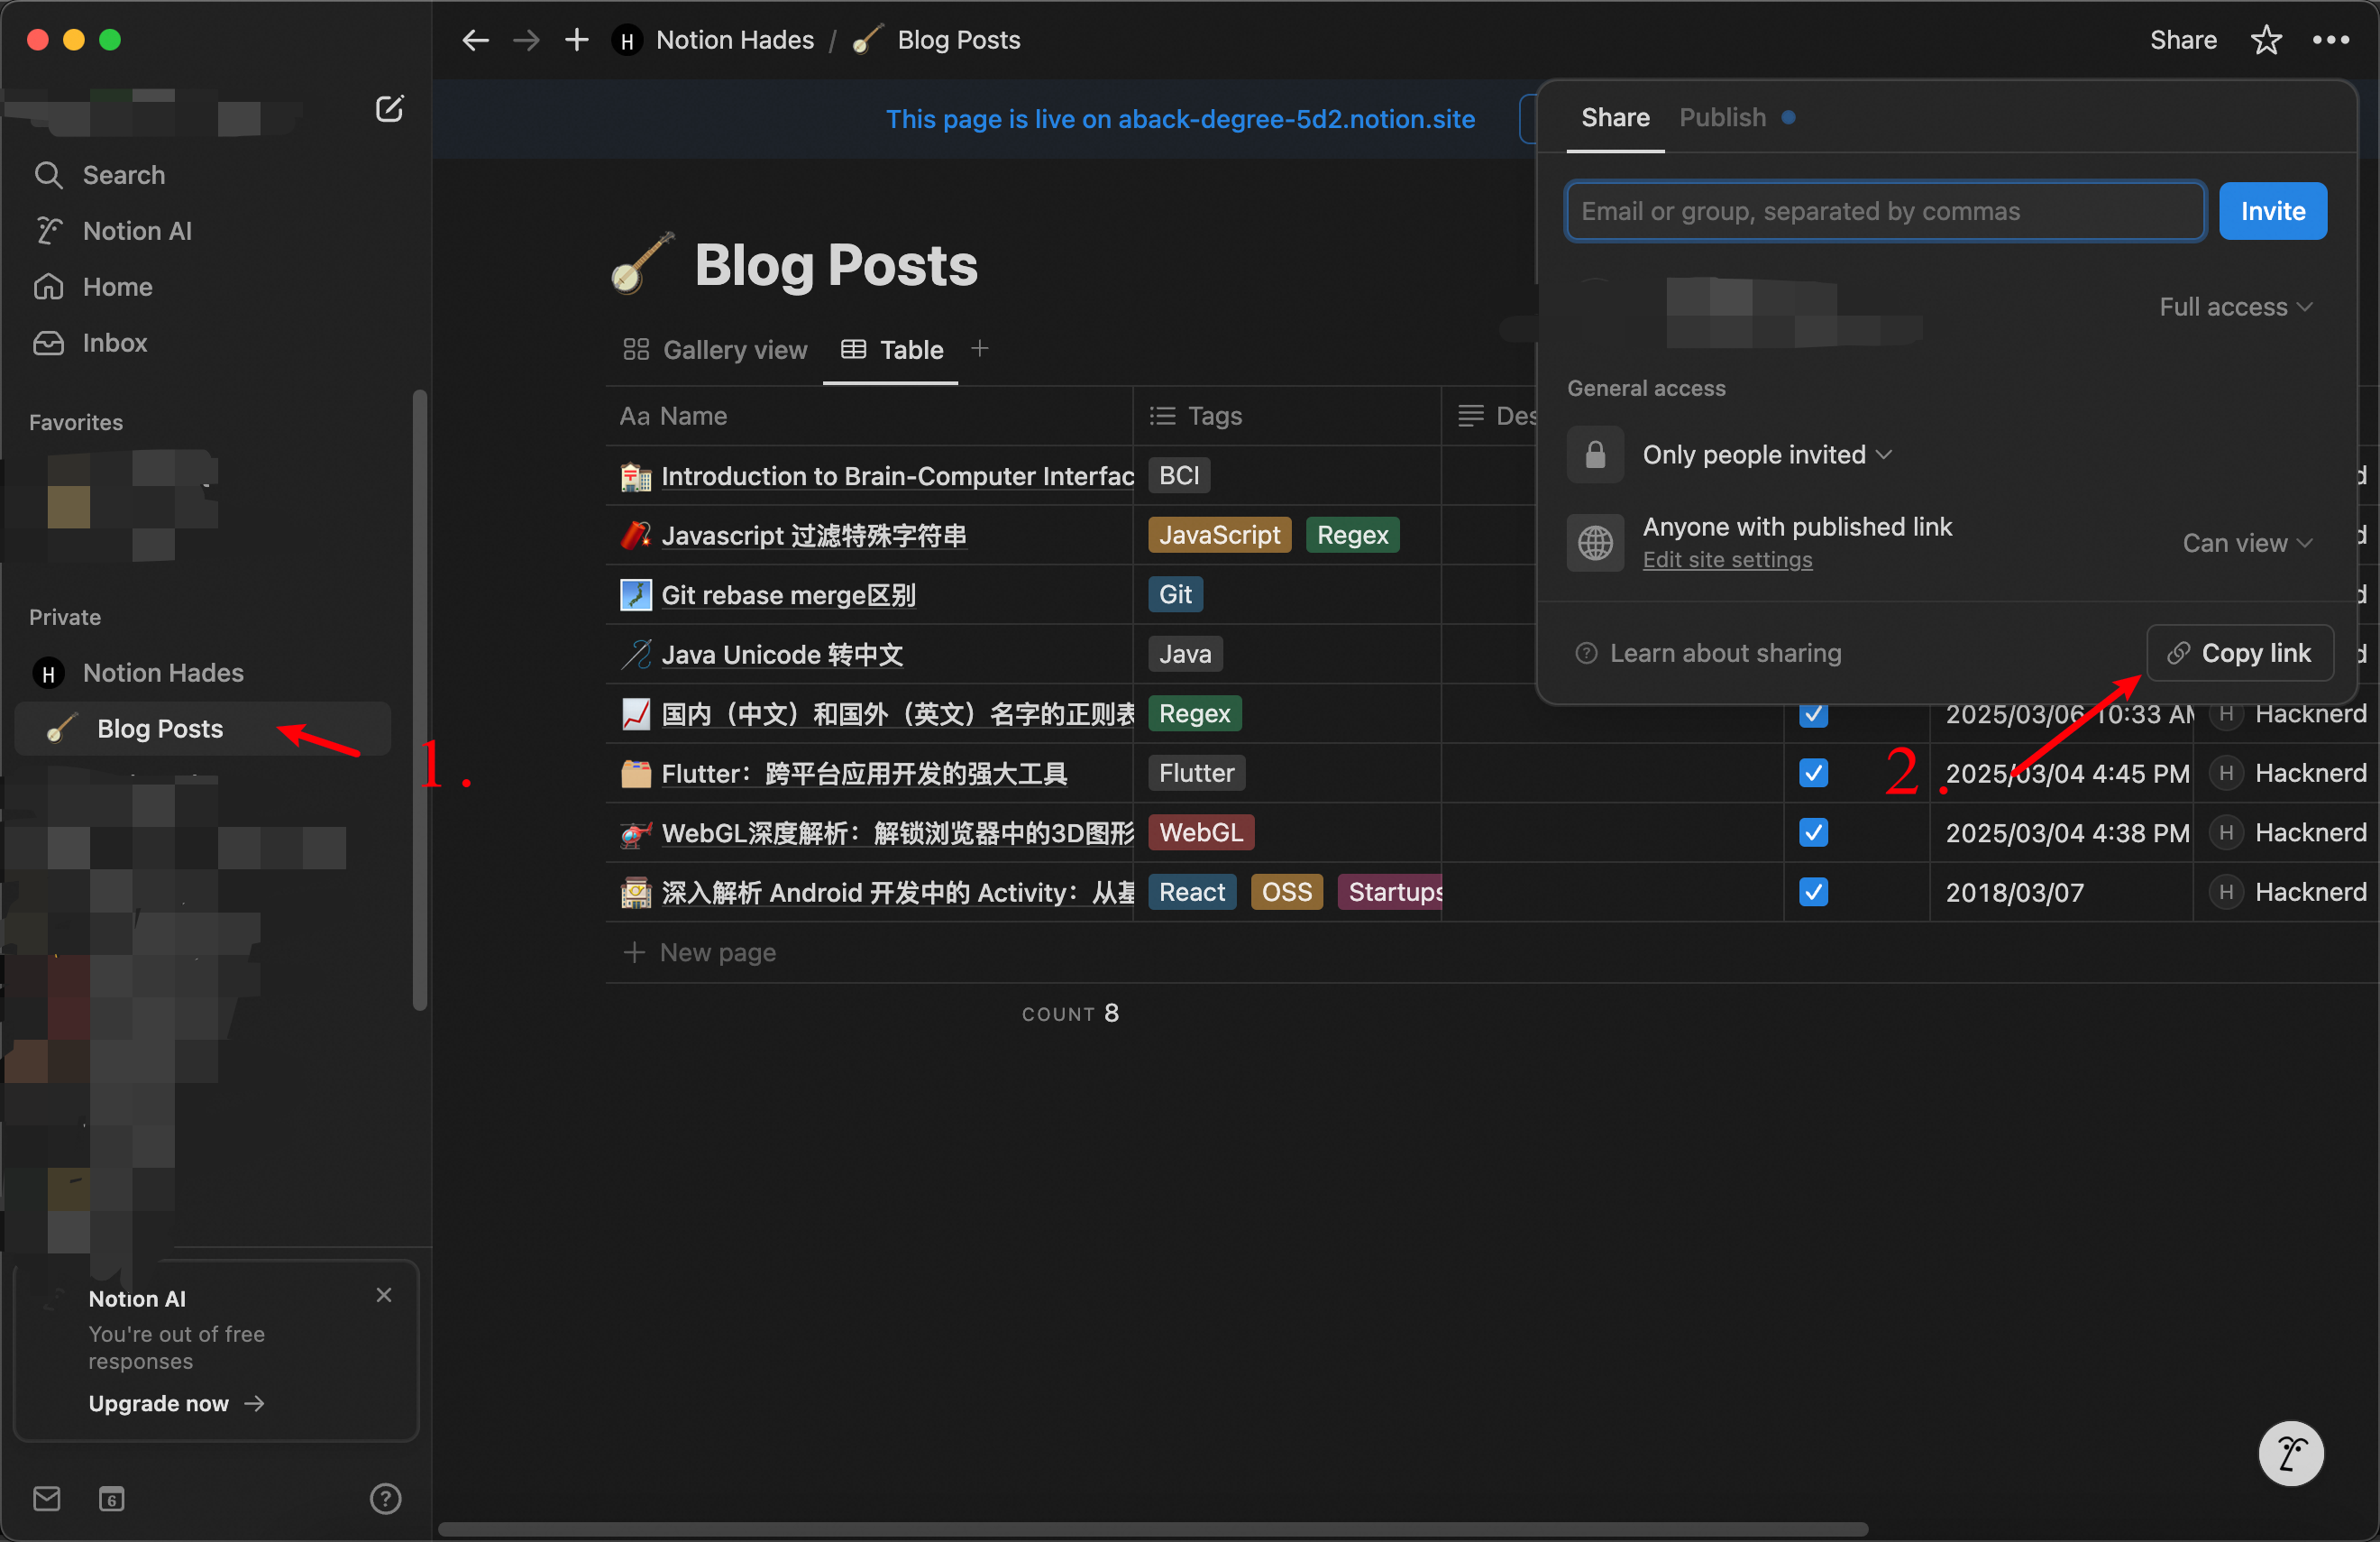 Notion Hades / Blog Posts
Share
Search
Notion AI
Home
Inbox
Favorites
Private
H Notion Hades
Blog Posts
1.
Notion AI
You're out of free
responses
Upgrade now →
6
This page is live on aback-degree-5d2.notion.site
Blog Posts
Gallery view Table +
Aa Name Tags Des
Introduction to Brain-Computer Interfac BCI
Javascript 过滤特殊字符串 JavaScript Regex
Git rebase merge区别 Git
Java Unicode 转中文 Java
国内（中文）和国外（英文）名字的正则表 Regex 2025/03/06 10:33 AM H Hacknerd
Flutter：跨平台应用开发的强大工具 Flutter 2025/03/04 4:45 PM H Hacknerd
WebGL深度解析：解锁浏览器中的3D图形 WebGL 2025/03/04 4:38 PM H Hacknerd
深入解析 Android 开发中的 Activity：从基 React OSS Startups 2018/03/07 H Hacknerd
+ New page
COUNT 8
Share Publish
Email or group, separated by commas Invite
Full access
General access
Only people invited
Anyone with published link
Edit site settings
Can view
Learn about sharing
Copy link
2.